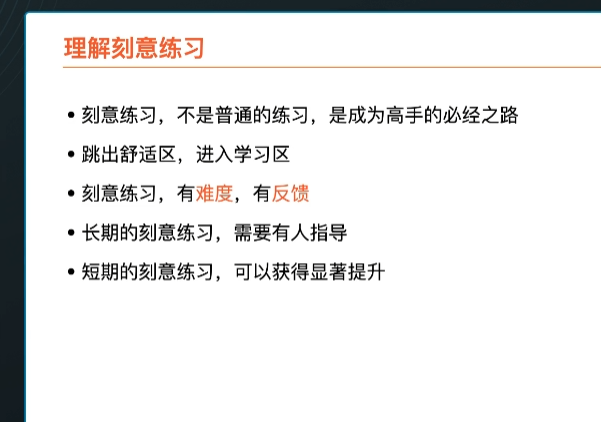 理解刻意练习
• 刻意练习，不是普通的练习，是成为高手的必经之路
• 跳出舒适区，进入学习区
• 刻意练习，有难度，有反馈
• 长期的刻意练习，需要有人指导
• 短期的刻意练习，可以获得显著提升